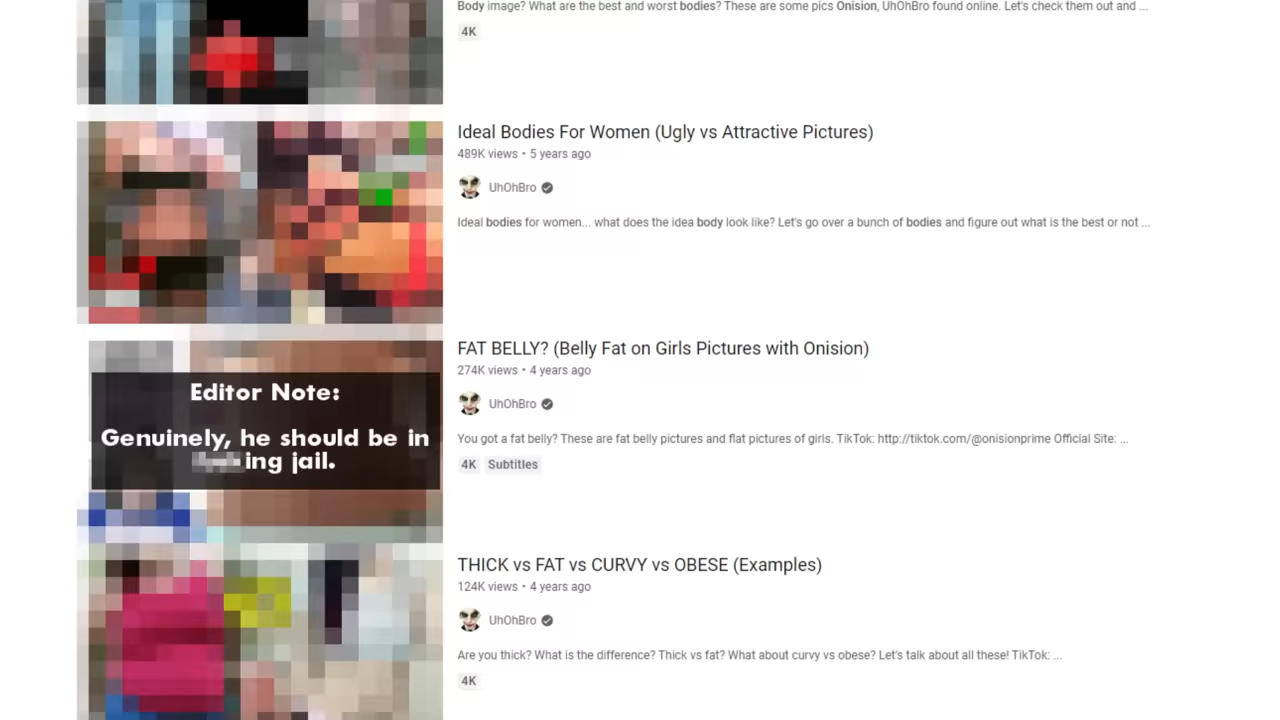 Body image? What are the best and worst bodies? These are some pics Onision, UhOhBro found online. Let's check them out and ...
4K
Ideal Bodies For Women (Ugly vs Attractive Pictures)
489K views • 5 years ago
UhOhBro
Ideal bodies for women... what does the idea body look like? Let's go over a bunch of bodies and figure out what is the best or not ...
FAT BELLY? (Belly Fat on Girls Pictures with Onision)
274K views • 4 years ago
UhOhBro
You got a fat belly? These are fat belly pictures and flat pictures of girls. TikTok: http://tiktok.com/@onisionprime Official Site: ...
4K Subtitles
Editor Note:
Genuinely, he should be in
ing jail.
THICK vs FAT vs CURVY vs OBESE (Examples)
124K views • 4 years ago
UhOhBro
Are you thick? What is the difference? Thick vs fat? What about curvy vs obese? Let's talk about all these! TikTok: ...
4K